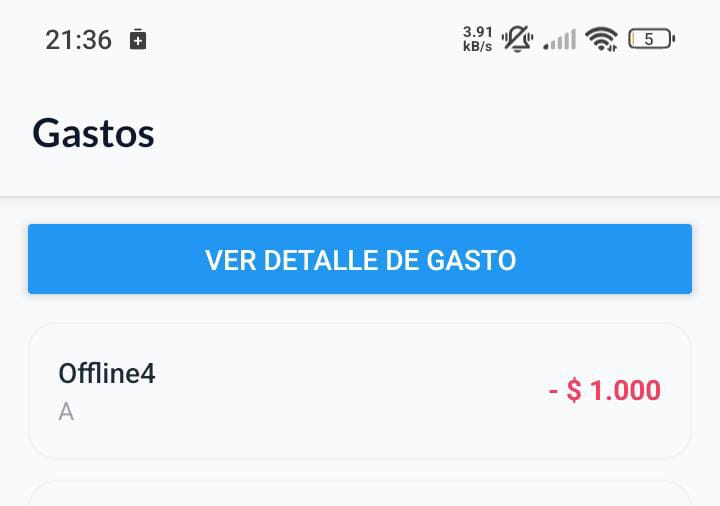 21:36
3.91
kB/s
5
Gastos
VER DETALLE DE GASTO
Offline4
A
- $ 1.000